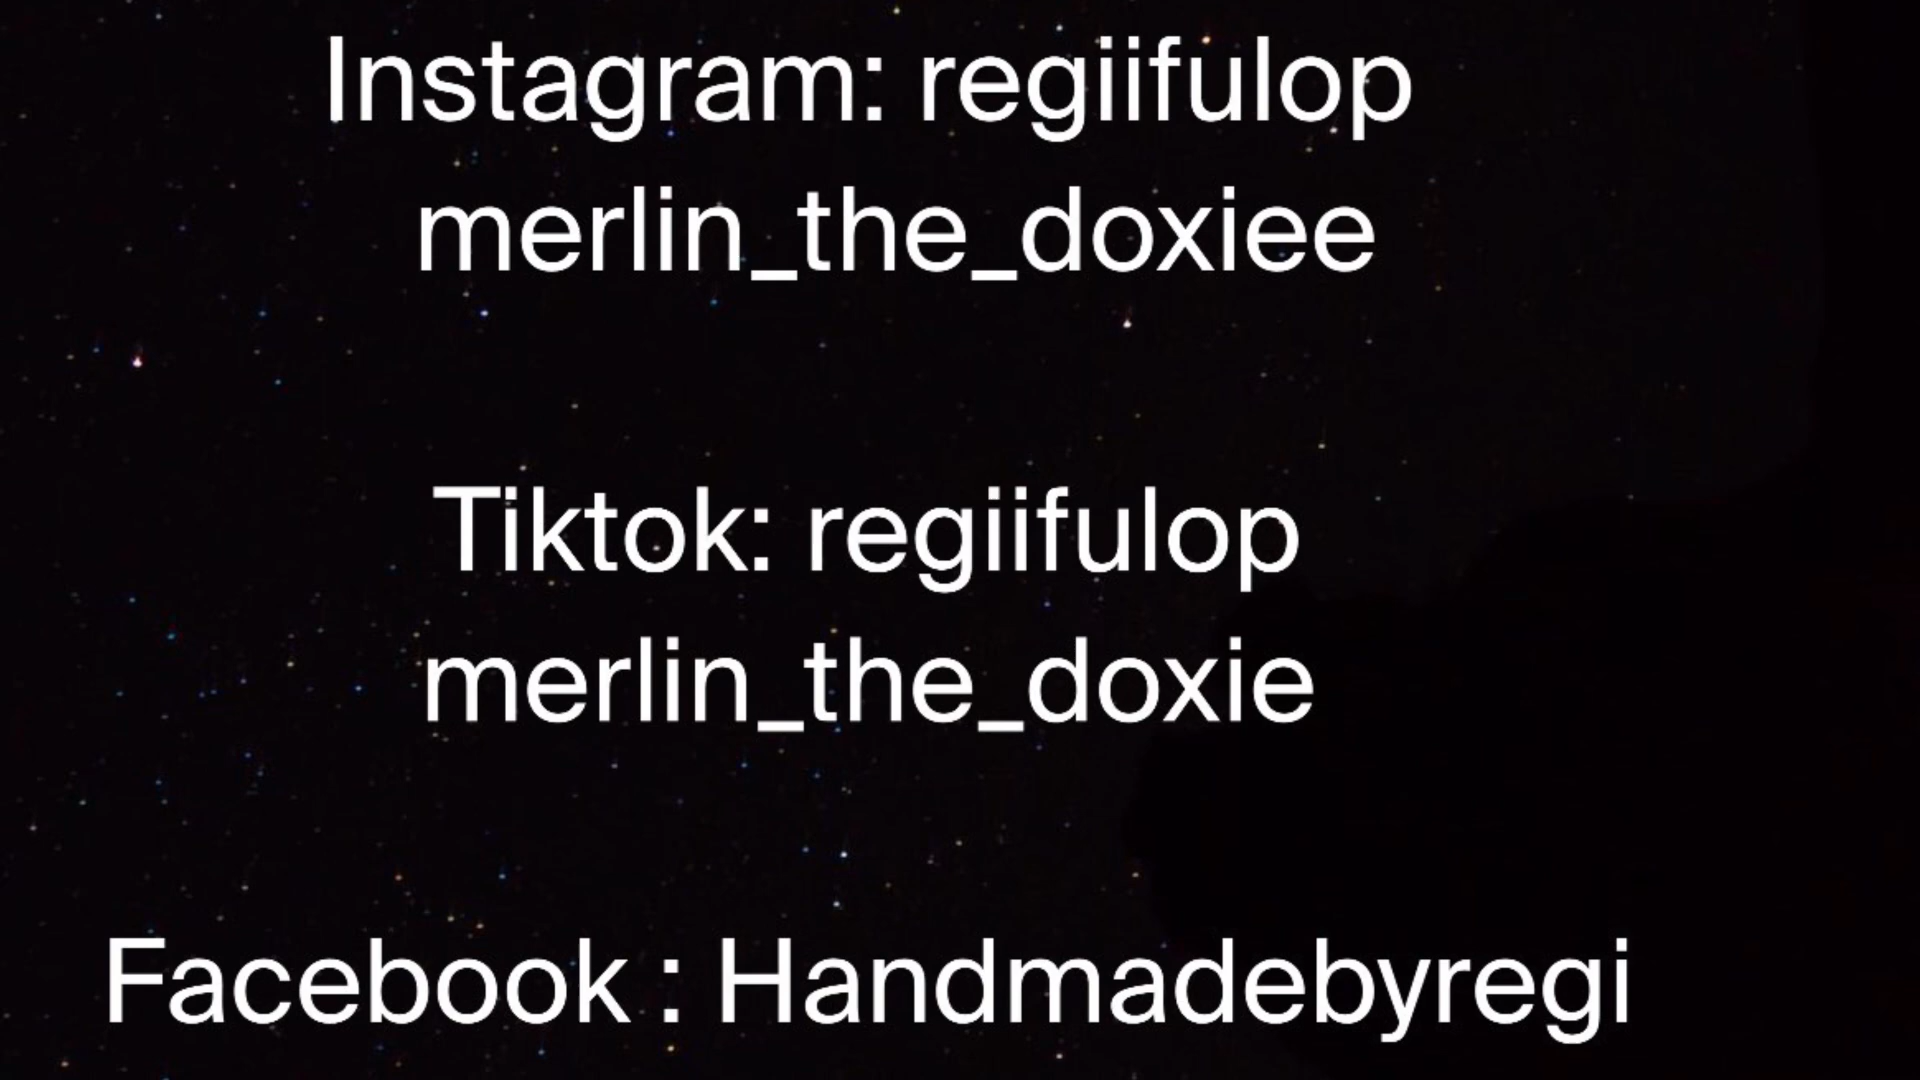 Instagram: regiifulop
merlin_the_doxiee
Tiktok: regiifulop
merlin_the_doxie
Facebook : Handmadebyregi